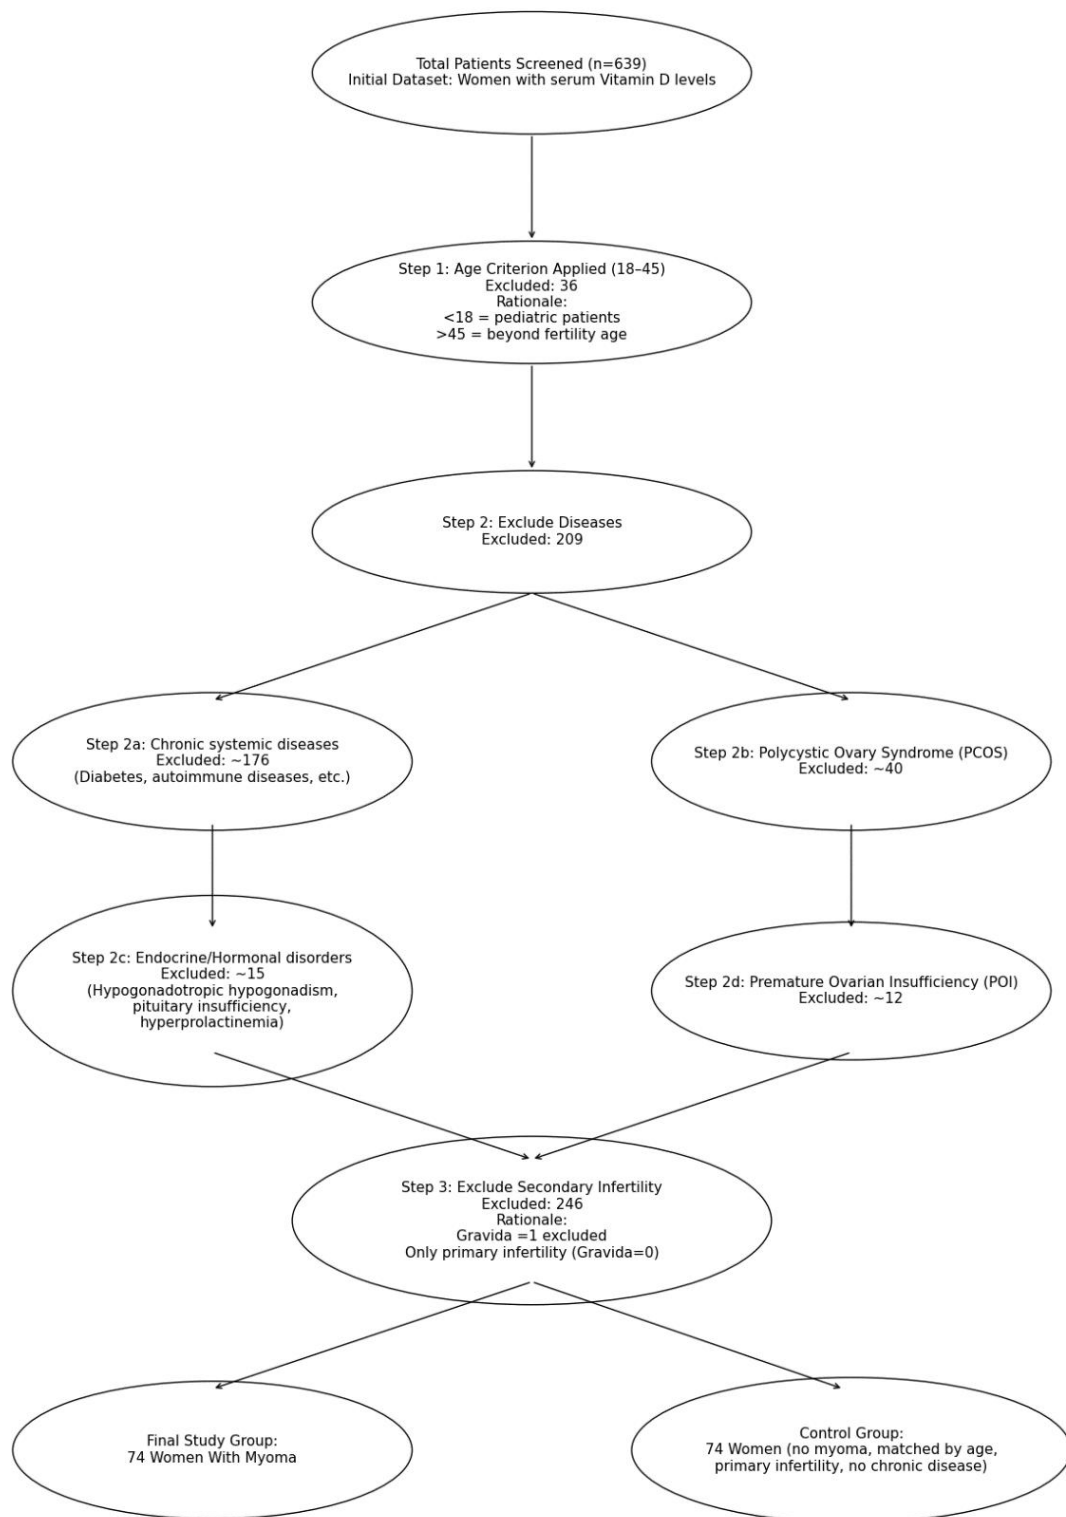 Total Patients Screened (n=639)
Initial Dataset: Women with serum Vitamin D levels
Step 1: Age Criterion Applied (18–45)
Excluded: 36
Rationale:
<18 = pediatric patients
>45 = beyond fertility age
Step 2: Exclude Diseases
Excluded: 209
Step 2a: Chronic systemic diseases
Excluded: ~176
(Diabetes, autoimmune diseases, etc.)
Step 2b: Polycystic Ovary Syndrome (PCOS)
Excluded: ~40
Step 2c: Endocrine/Hormonal disorders
Excluded: ~15
(Hypogonadotropic hypogonadism,
pituitary insufficiency,
hyperprolactinemia)
Step 2d: Premature Ovarian Insufficiency (POI)
Excluded: ~12
Step 3: Exclude Secondary Infertility
Excluded: 246
Rationale:
Gravida =1 excluded
Only primary infertility (Gravida=0)
Final Study Group:
74 Women With Myoma
Control Group:
74 Women (no myoma, matched by age,
primary infertility, no chronic disease)